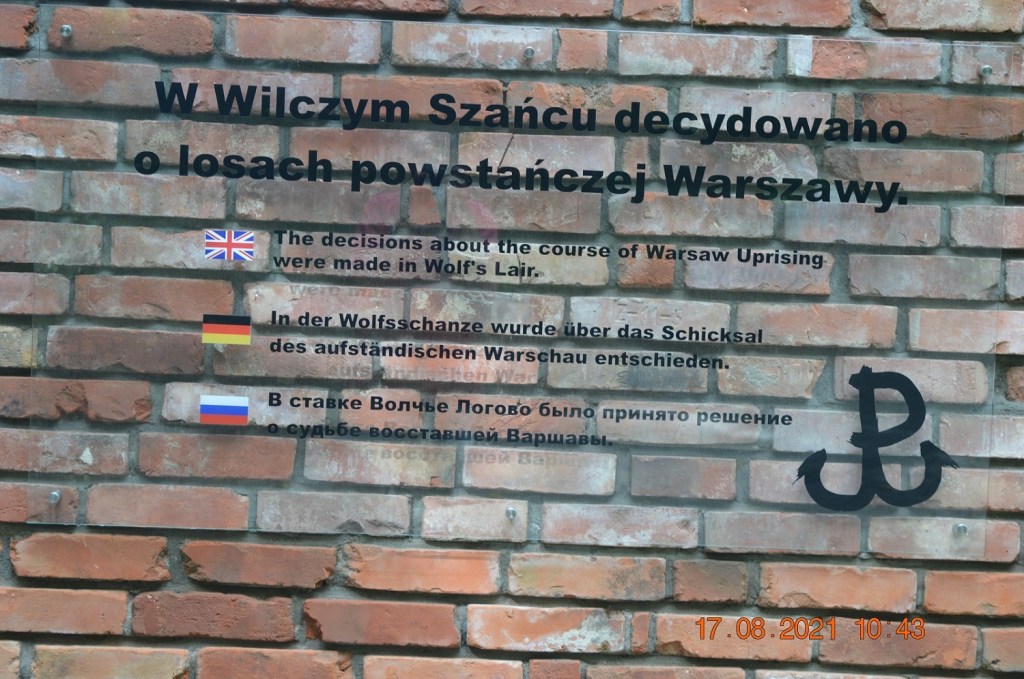 W Wilczym Szańcu decydowano
o losach powstańczej Warszawy.
The decisions about the course of Warsaw Uprising
were made in Wolf's Lair.
In der Wolfsschanze wurde über das Schicksal
des aufständischen Warschau entschieden.
В ставке Волчье Логово было принято решение
о судьбе восставшей Варшавы.
17.08.2021 10:43